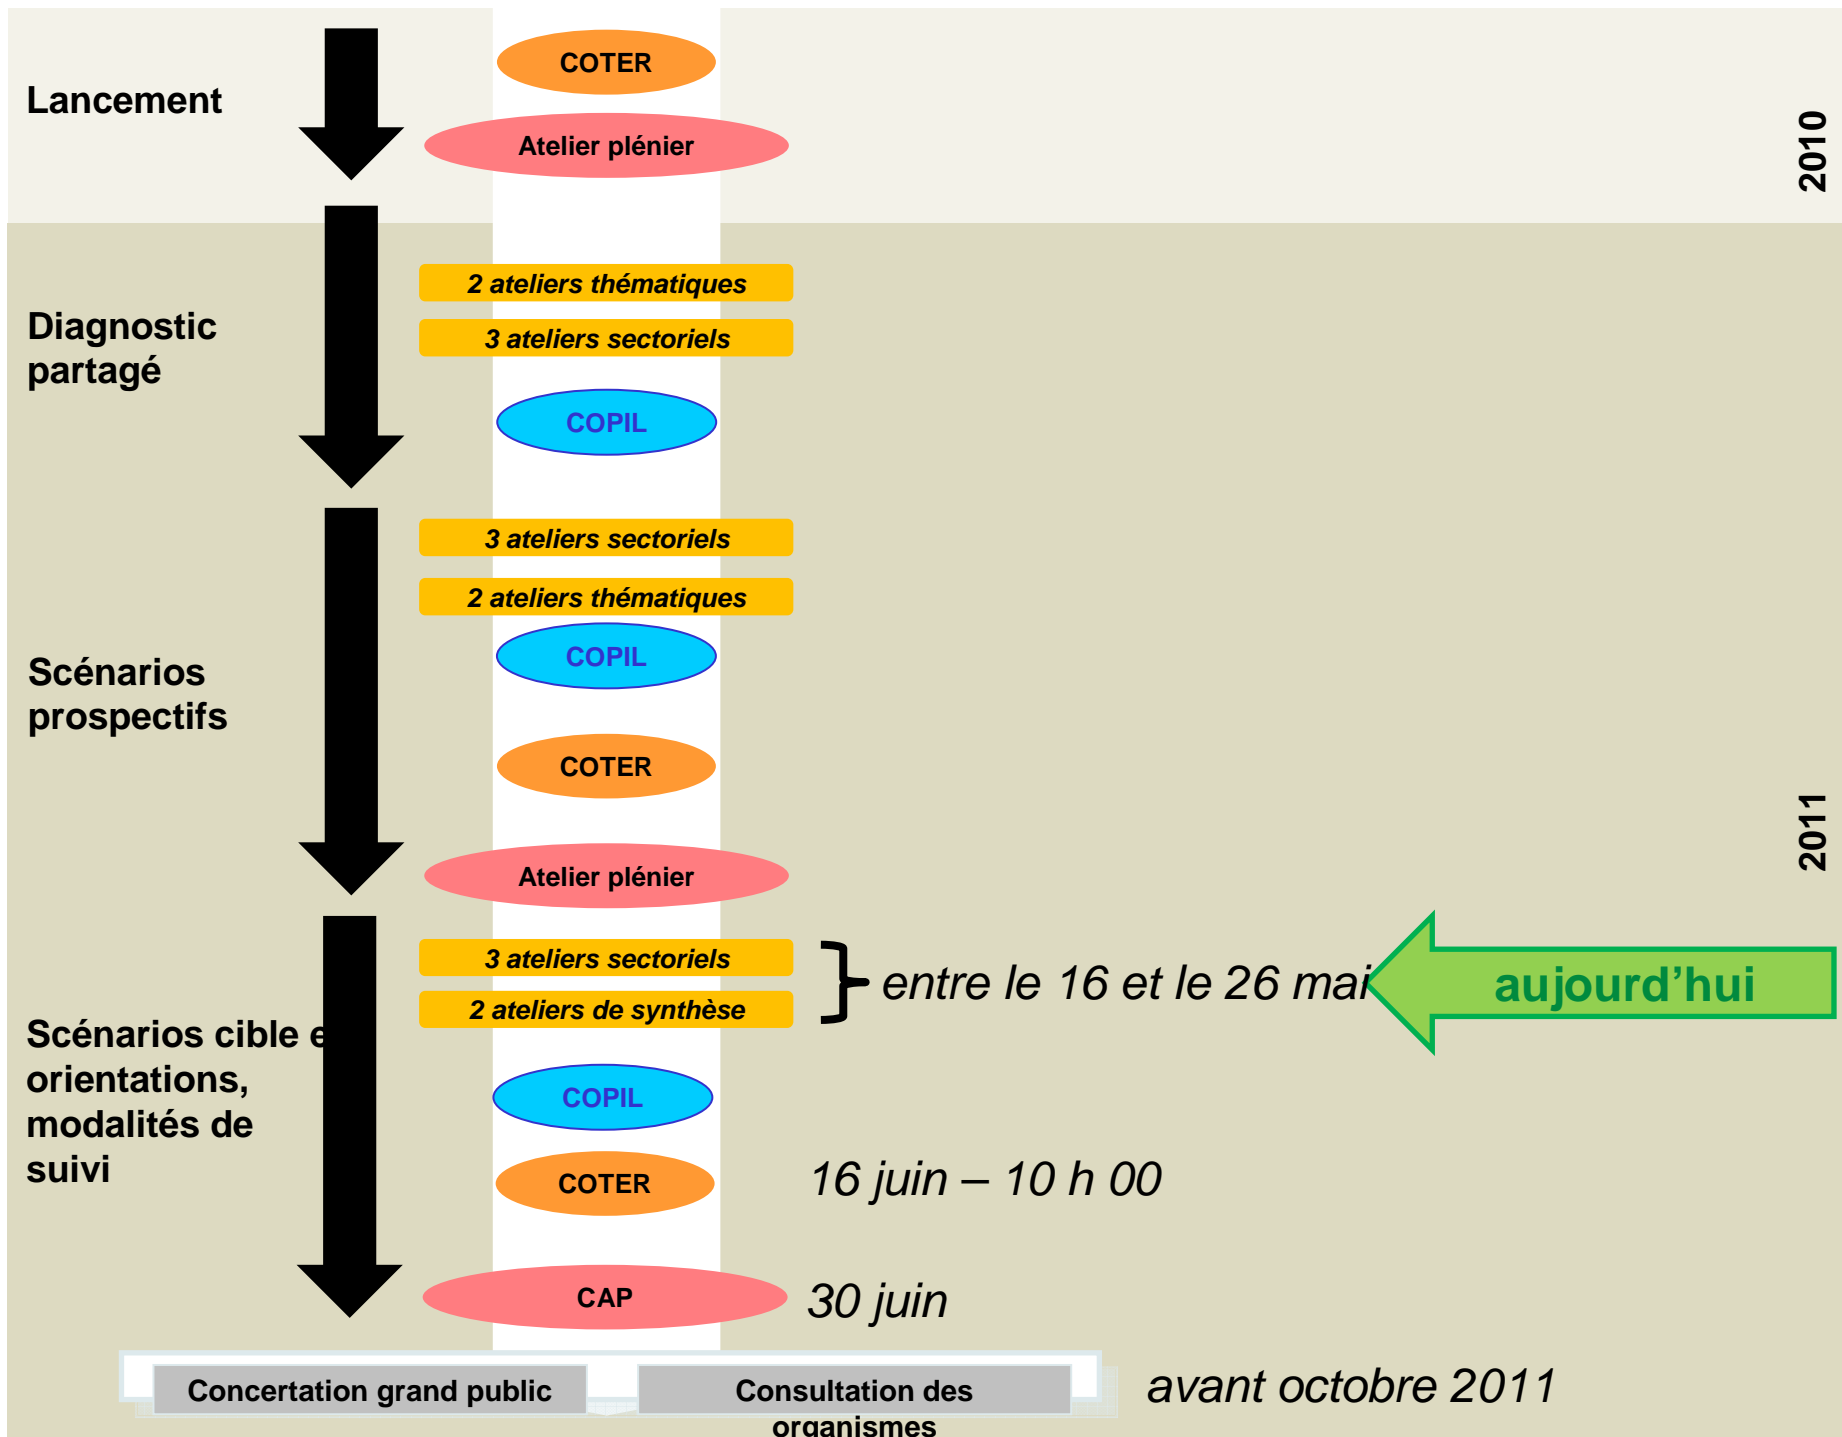 Lancement
COTER
Atelier plénier
2010
Diagnostic
partagé
2 ateliers thématiques
3 ateliers sectoriels
COPIL
Scénarios
prospectifs
3 ateliers sectoriels
2 ateliers thématiques
COPIL
COTER
Atelier plénier
2011
Scénarios cible e
orientations,
modalités de
suivi
3 ateliers sectoriels
2 ateliers de synthèse
entre le 16 et le 26 mai
aujourd’hui
COPIL
COTER
16 juin – 10 h 00
CAP
30 juin
Concertation grand public
Consultation des
organismes
avant octobre 2011